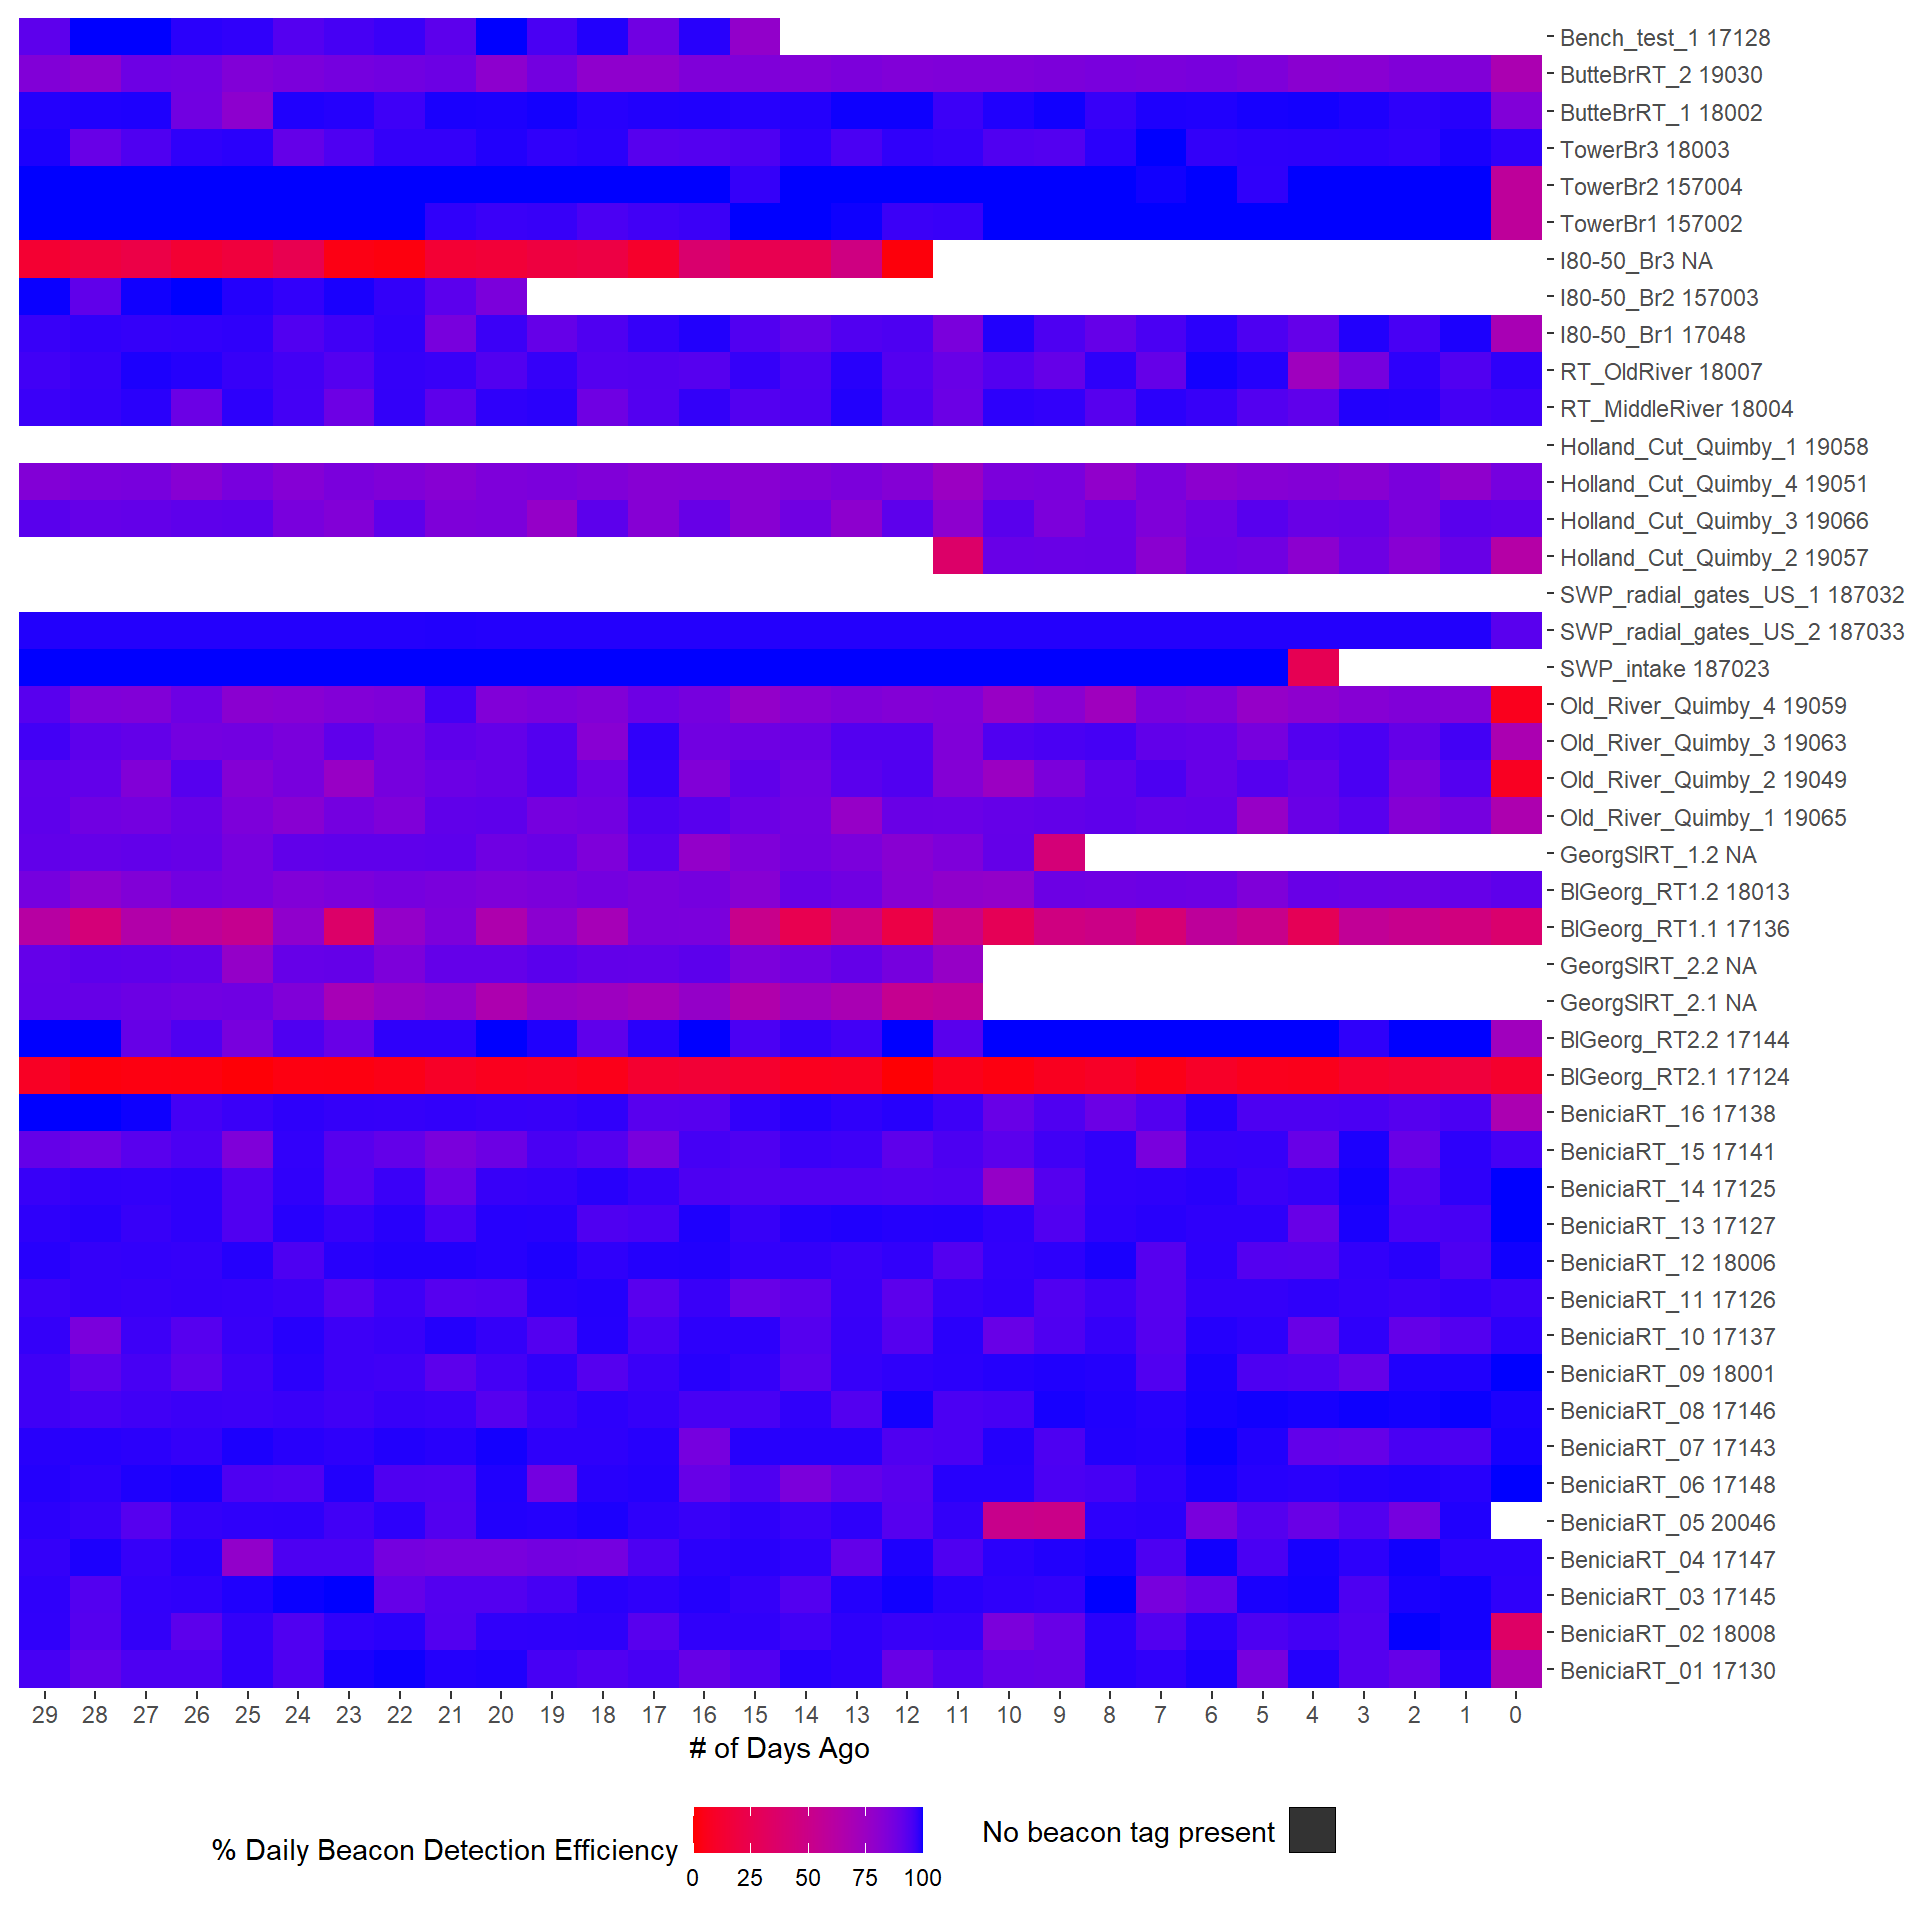 Bench_test_1 17128
ButteBrRT_2 19030
ButteBrRT_1 18002
TowerBr3 18003
TowerBr2 157004
TowerBr1 157002
I80-50_Br3 NA
I80-50_Br2 157003
I80-50_Br1 17048
RT_OldRiver 18007
RT_MiddleRiver 18004
Holland_Cut_Quimby_1 19058
Holland_Cut_Quimby_4 19051
Holland_Cut_Quimby_3 19066
Holland_Cut_Quimby_2 19057
SWP_radial_gates_US_1 187032
SWP_radial_gates_US_2 187033
SWP_intake 187023
Old_River_Quimby_4 19059
Old_River_Quimby_3 19063
Old_River_Quimby_2 19049
Old_River_Quimby_1 19065
GeorgSlRT_1.2 NA
BlGeorg_RT1.2 18013
BlGeorg_RT1.1 17136
GeorgSlRT_2.2 NA
GeorgSlRT_2.1 NA
BlGeorg_RT2.2 17144
BlGeorg_RT2.1 17124
BeniciaRT_16 17138
BeniciaRT_15 17141
BeniciaRT_14 17125
BeniciaRT_13 17127
BeniciaRT_12 18006
BeniciaRT_11 17126
BeniciaRT_10 17137
BeniciaRT_09 18001
BeniciaRT_08 17146
BeniciaRT_07 17143
BeniciaRT_06 17148
BeniciaRT_05 20046
BeniciaRT_04 17147
BeniciaRT_03 17145
BeniciaRT_02 18008
BeniciaRT_01 17130
29 28 27 26 25 24 23 22 21 20 19 18 17 16 15 14 13 12 11 10 9 8 7 6 5 4 3 2 1 0
# of Days Ago
% Daily Beacon Detection Efficiency
0 25 50 75 100
No beacon tag present